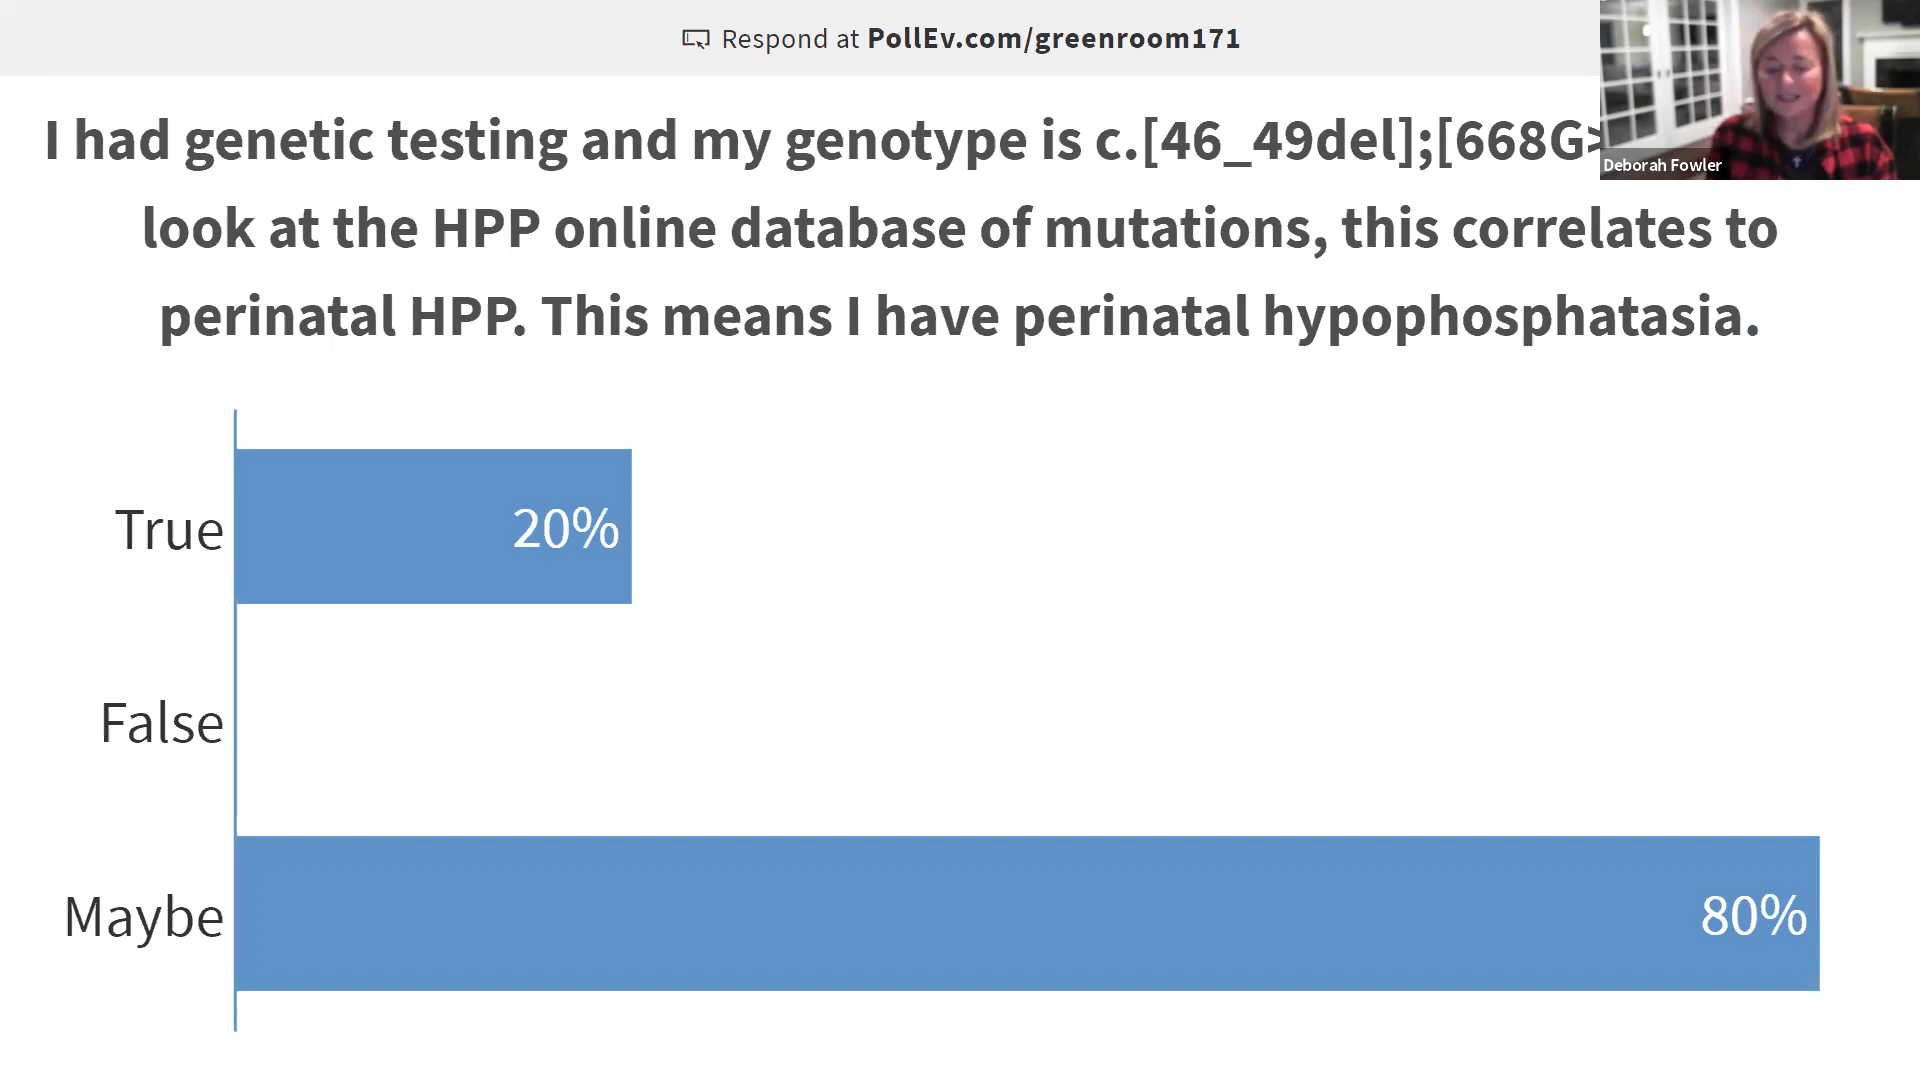 Respond at PollEv.com/greenroom171
I had genetic testing and my genotype is c.[46_49del];[668G>
look at the HPP online database of mutations, this correlates to
perinatal HPP. This means I have perinatal hypophosphatasia.
Deborah Fowler
True
20%
False
Maybe
80%